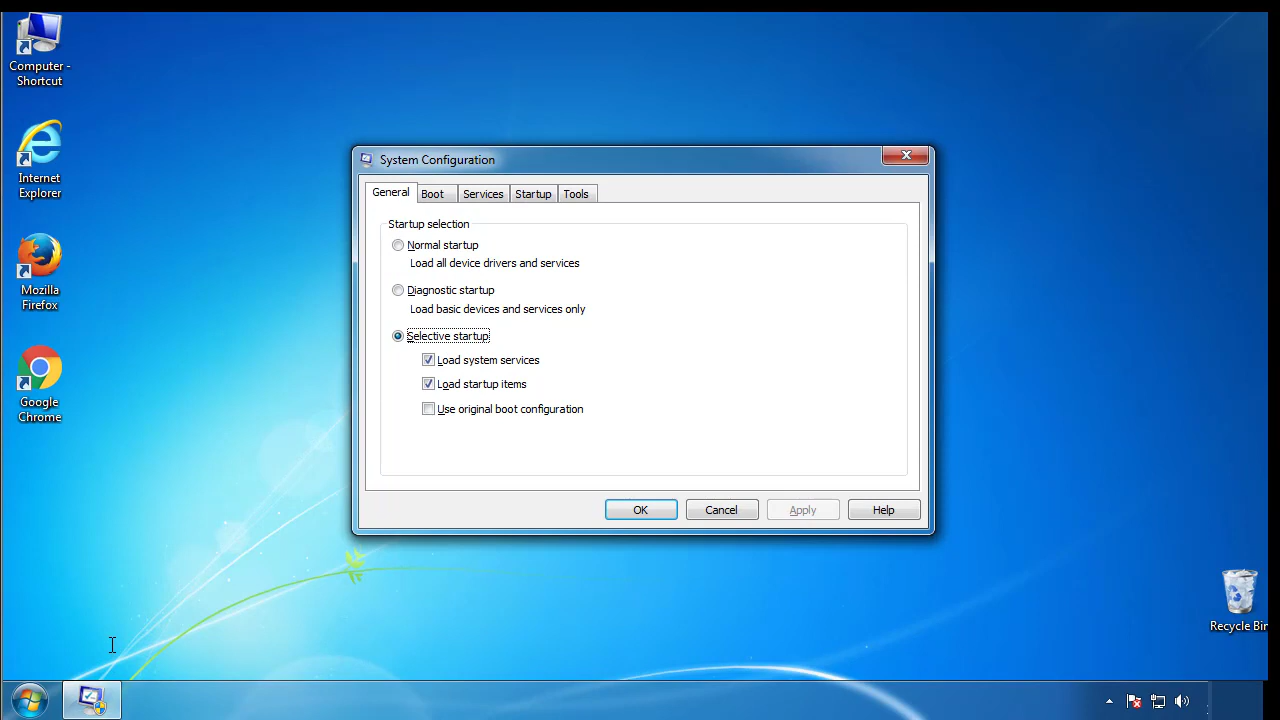 Computer -
Shortcut
Internet
Explorer
Mozilla
Firefox
Google
Chrome
System Configuration
General
Boot
Services
Startup
Tools
Startup selection
Normal startup
Load all device drivers and services
Diagnostic startup
Load basic devices and services only
Selective startup
Load system services
Load startup items
Use original boot configuration
OK
Cancel
Apply
Help
Recycle Bin